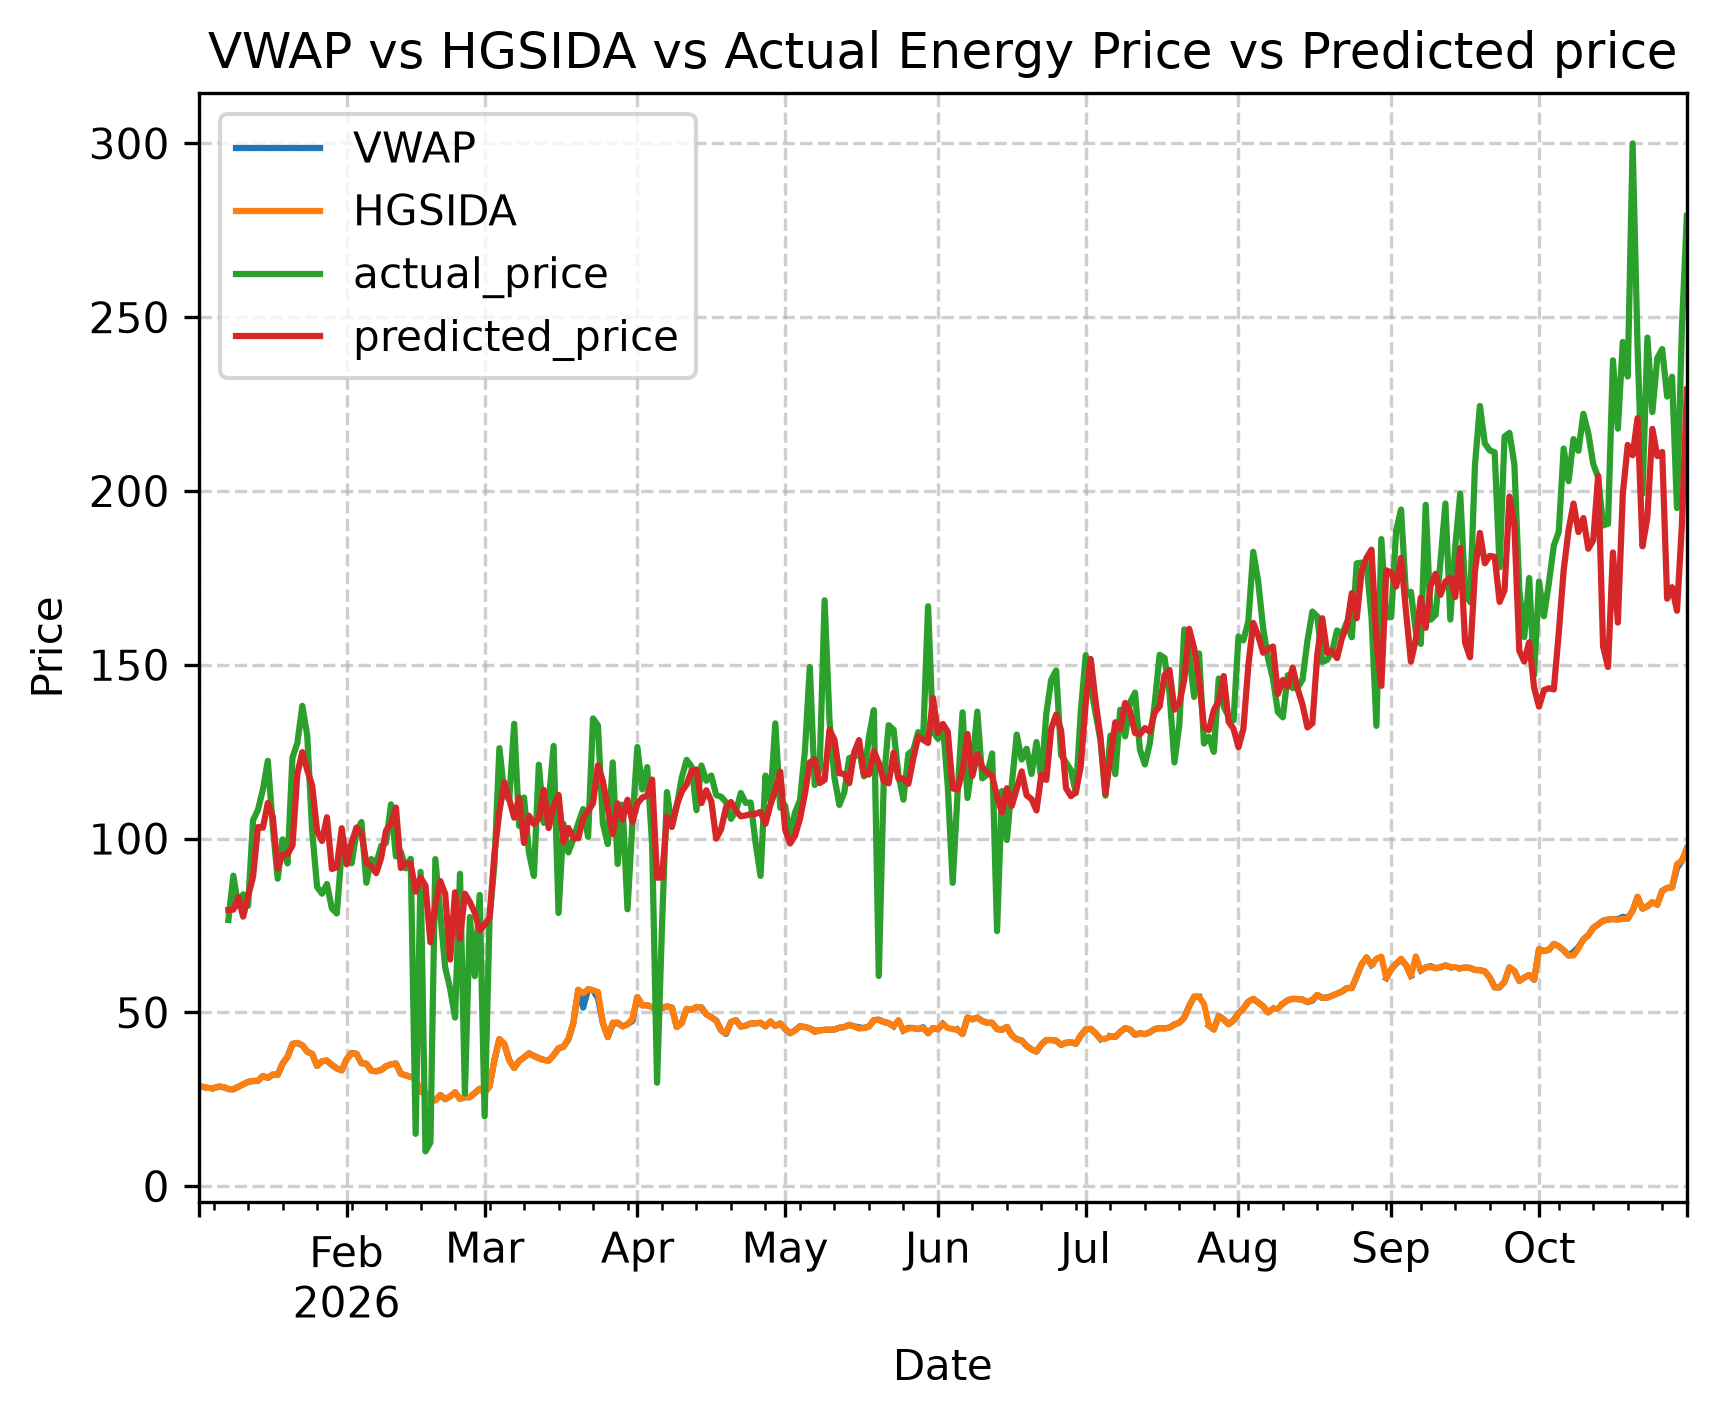 VWAP vs HGSIDA vs Actual Energy Price vs Predicted price
VWAP
HGSIDA
actual_price
predicted_price
300
250
200
150
100
50
0
Price
Feb Mar Apr May Jun Jul Aug Sep Oct
2026
Date